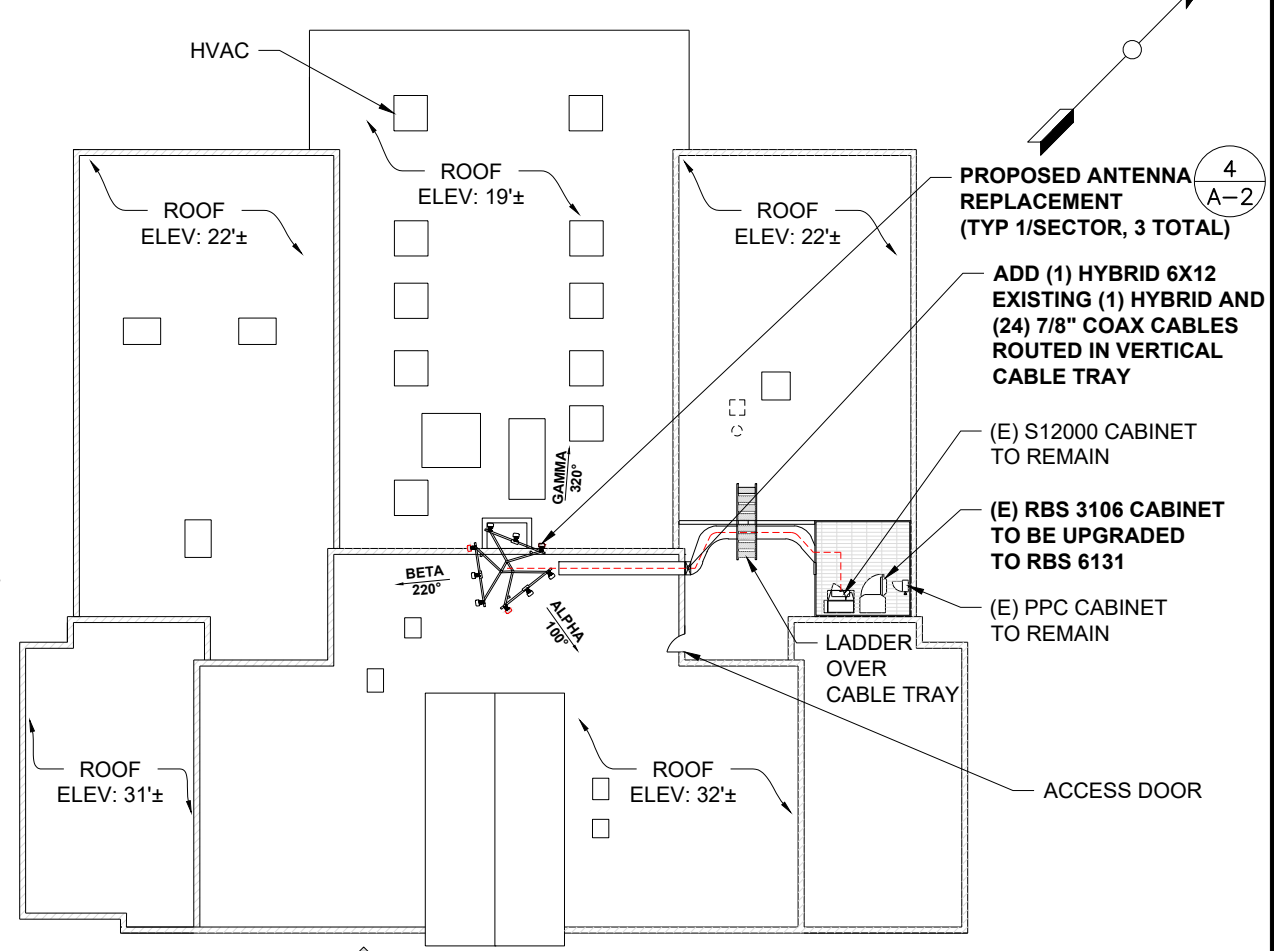 HVAC
ROOF
ELEV: 19'±
ROOF
ELEV: 22'±
ROOF
ELEV: 22'±
PROPOSED ANTENNA
REPLACEMENT
(TYP 1/SECTOR, 3 TOTAL)
4
A-2
ADD (1) HYBRID 6X12
EXISTING (1) HYBRID AND
(24) 7/8" COAX CABLES
ROUTED IN VERTICAL
CABLE TRAY
(E) S12000 CABINET
TO REMAIN
(E) RBS 3106 CABINET
TO BE UPGRADED
TO RBS 6131
(E) PPC CABINET
TO REMAIN
GAMMA
320°
BETA
220°
ALPHA
100°
LADDER
OVER
CABLE TRAY
ROOF
ELEV: 31'±
ROOF
ELEV: 32'±
ACCESS DOOR